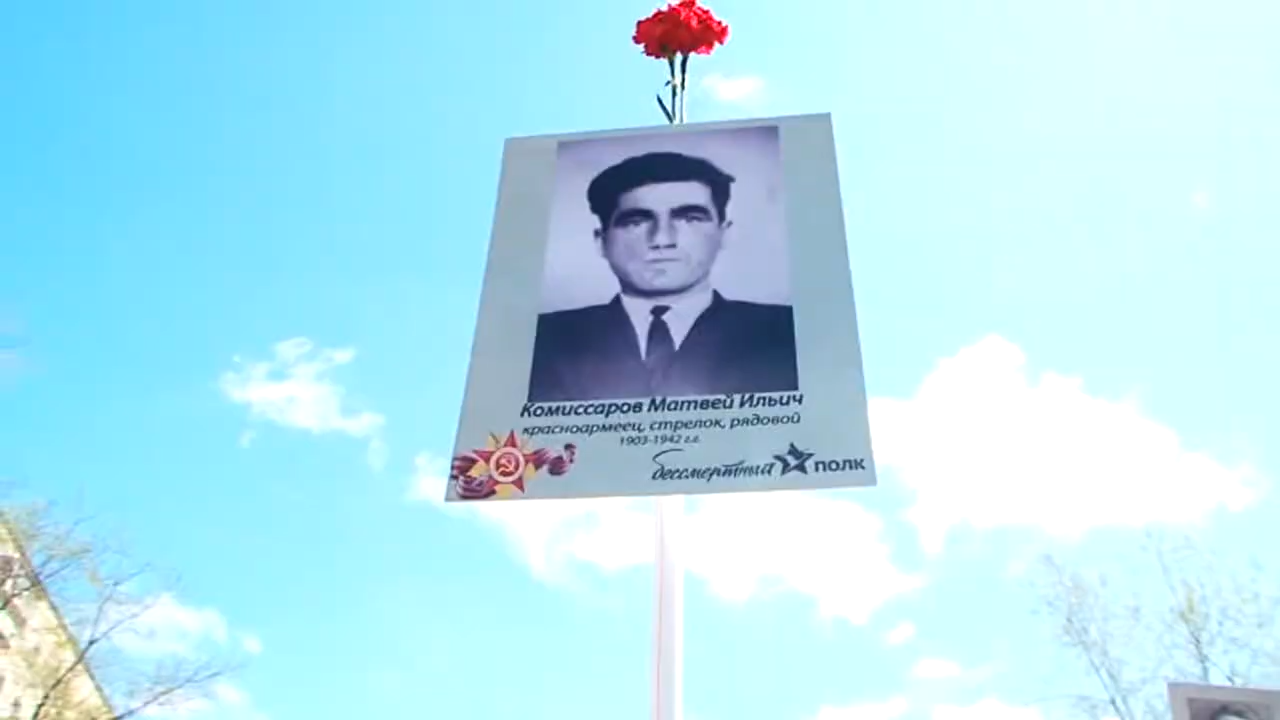 Комиссаров Матвей Ильич
красноармеец, стрелок, рядовой
1903-1942 г.г.
бессмертный полк